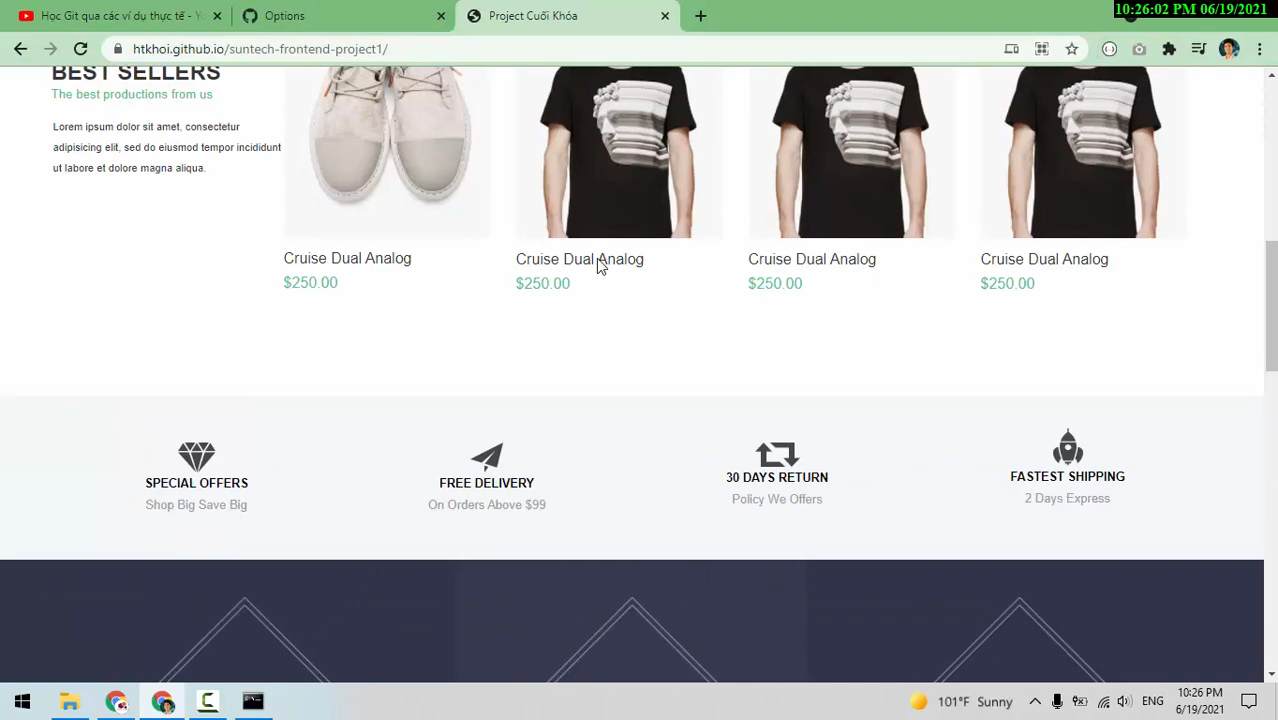 10:26:02 PM 06/19/2021
Học Git qua các ví dụ thực tế - Yo
Options
Project Cuối Khóa
htkhoi.github.io/suntech-frontend-project1/
BEST SELLERS
The best productions from us
Lorem ipsum dolor sit amet, consectetur
adipisicing elit, sed do eiusmod tempor incididunt
ut labore et dolore magna aliqua.
Cruise Dual Analog
$250.00
Cruise Dual Analog
$250.00
Cruise Dual Analog
$250.00
Cruise Dual Analog
$250.00
SPECIAL OFFERS
Shop Big Save Big
FREE DELIVERY
On Orders Above $99
30 DAYS RETURN
Policy We Offers
FASTEST SHIPPING
2 Days Express
101°F Sunny
ENG
10:26 PM
6/19/2021